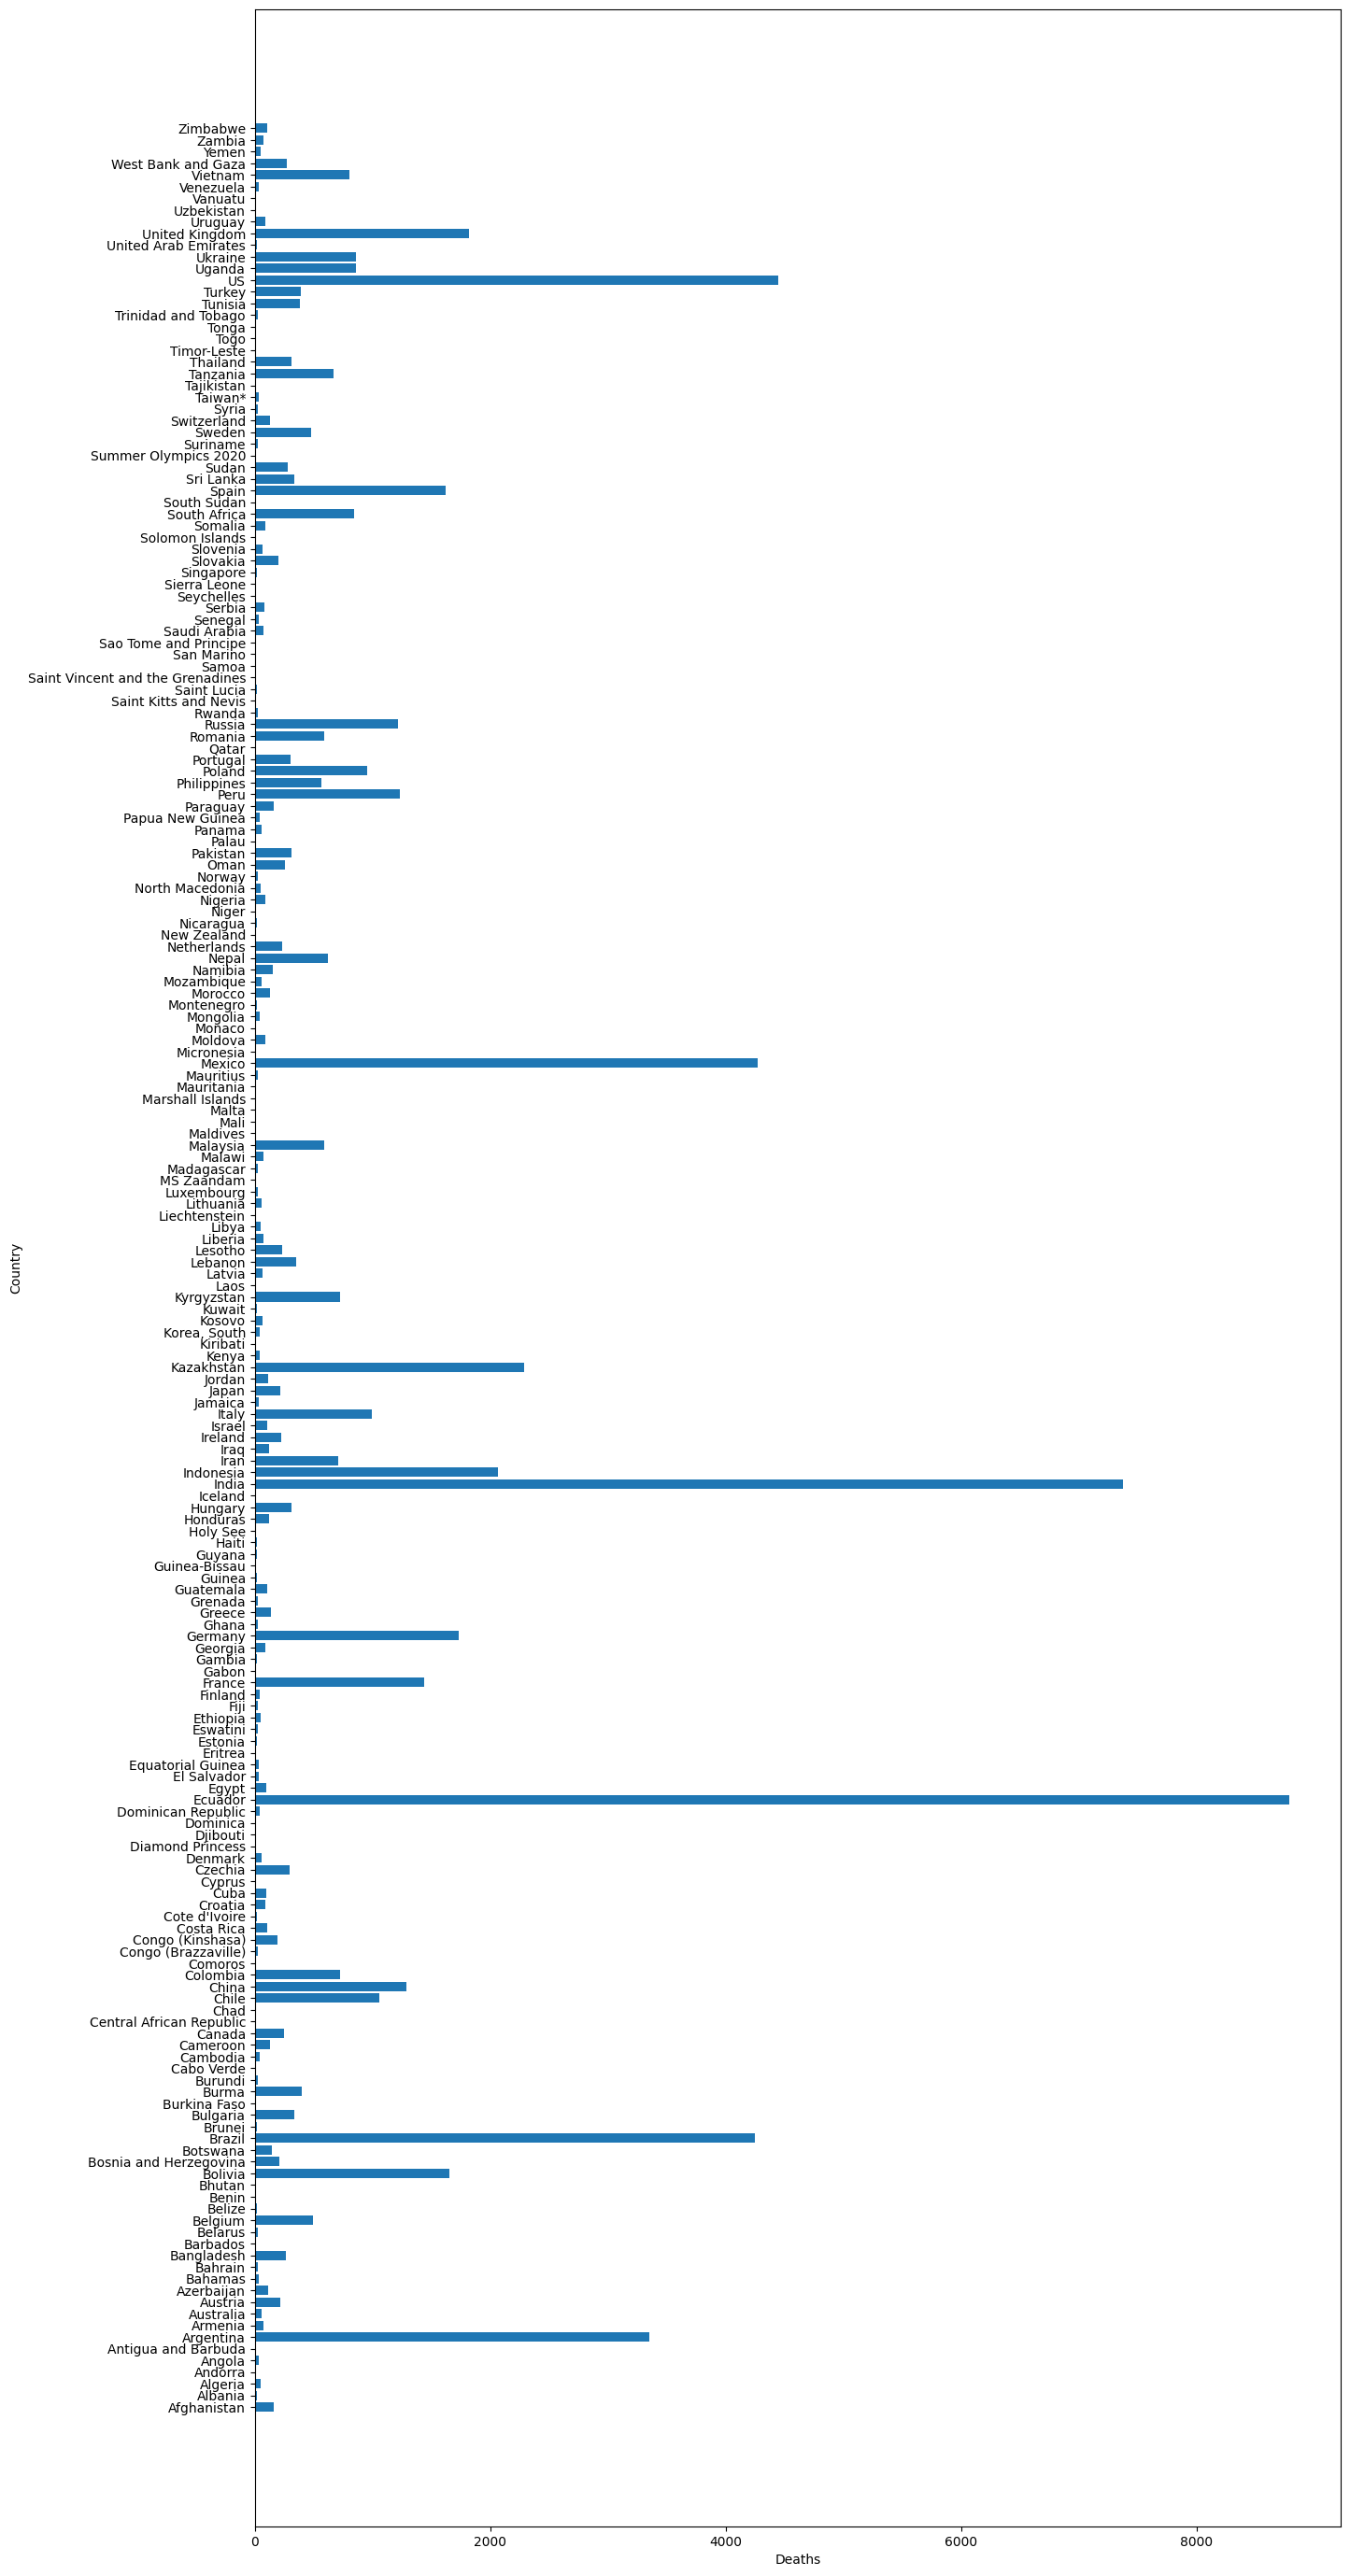 Zimbabwe
Zambia
Yemen
West Bank and Gaza
Vietnam
Venezuela
Vanuatu
Uzbekistan
Uruguay
United Kingdom
United Arab Emirates
Ukraine
Uganda
US
Turkey
Tunisia
Trinidad and Tobago
Tonga
Togo
Timor-Leste
Thailand
Tanzania
Tajikistan
Taiwan*
Syria
Switzerland
Sweden
Suriname
Summer Olympics 2020
Sudan
Sri Lanka
Spain
South Sudan
South Africa
Somalia
Solomon Islands
Slovenia
Slovakia
Singapore
Sierra Leone
Seychelles
Serbia
Senegal
Saudi Arabia
Sao Tome and Principe
San Marino
Samoa
Saint Vincent and the Grenadines
Saint Lucia
Saint Kitts and Nevis
Rwanda
Russia
Romania
Qatar
Portugal
Poland
Philippines
Peru
Paraguay
Papua New Guinea
Panama
Palau
Pakistan
Oman
Norway
North Macedonia
Nigeria
Niger
Nicaragua
New Zealand
Netherlands
Nepal
Namibia
Mozambique
Morocco
Montenegro
Mongolia
Monaco
Moldova
Micronesia
Mexico
Mauritius
Mauritania
Marshall Islands
Malta
Mali
Maldives
Malaysia
Malawi
Madagascar
MS Zaandam
Luxembourg
Lithuania
Liechtenstein
Libya
Liberia
Lesotho
Lebanon
Latvia
Laos
Kyrgyzstan
Kuwait
Kosovo
Korea, South
Kiribati
Kenya
Kazakhstan
Jordan
Japan
Jamaica
Italy
Israel
Ireland
Iraq
Iran
Indonesia
India
Iceland
Hungary
Honduras
Holy See
Haiti
Guyana
Guinea-Bissau
Guinea
Guatemala
Grenada
Greece
Ghana
Germany
Georgia
Gambia
Gabon
France
Finland
Fiji
Ethiopia
Eswatini
Estonia
Eritrea
Equatorial Guinea
El Salvador
Egypt
Ecuador
Dominican Republic
Dominica
Djibouti
Diamond Princess
Denmark
Czechia
Cyprus
Cuba
Croatia
Cote d'Ivoire
Costa Rica
Congo (Kinshasa)
Congo (Brazzaville)
Comoros
Colombia
China
Chile
Chad
Central African Republic
Canada
Cameroon
Cambodia
Cabo Verde
Burundi
Burma
Burkina Faso
Bulgaria
Brunei
Brazil
Botswana
Bosnia and Herzegovina
Bolivia
Bhutan
Benin
Belize
Belgium
Belarus
Barbados
Bangladesh
Bahrain
Bahamas
Azerbaijan
Austria
Australia
Armenia
Argentina
Antigua and Barbuda
Angola
Andorra
Algeria
Albania
Afghanistan
Country
0 2000 4000 6000 8000
Deaths